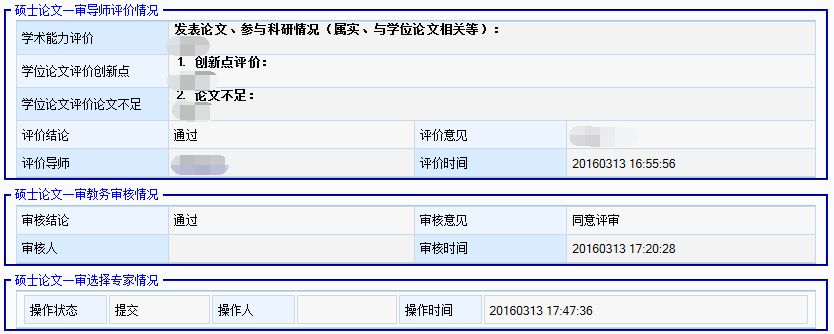 硕士论文一审导师评价情况
学术能力评价
发表论文、参与科研情况（属实、与学位论文相关等）：
学位论文评价创新点
1. 创新点评价：
学位论文评价论文不足
2. 论文不足：
评价结论 通过 评价意见
评价导师 评价时间 20160313 16:55:56
硕士论文一审教务审核情况
审核结论 通过 审核意见 同意评审
审核人 审核时间 20160313 17:20:28
硕士论文一审选择专家情况
操作状态 提交 操作人 操作时间 20160313 17:47:36